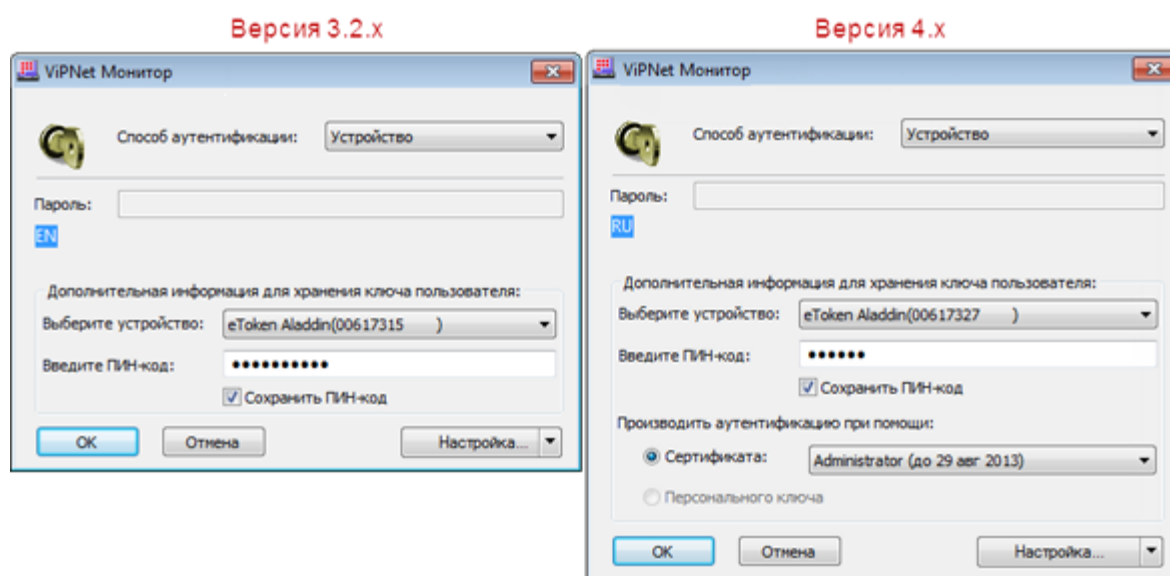 Версия 3.2.x
ViPNet Монитор
Способ аутентификации: Устройство
Пароль:
EN
Дополнительная информация для хранения ключа пользователя:
Выберите устройство: eToken Aladdin(00617315 )
Введите ПИН-код: ●●●●●●●●●●
Сохранить ПИН-код
OK Отмена Настройка...
Версия 4.x
ViPNet Монитор
Способ аутентификации: Устройство
Пароль:
RU
Дополнительная информация для хранения ключа пользователя:
Выберите устройство: eToken Aladdin(00617327 )
Введите ПИН-код: ●●●●●●
Сохранить ПИН-код
Производить аутентификацию при помощи:
Сертификата: Administrator (до 29 авг 2013)
Персонального ключа
OK Отмена Настройка...